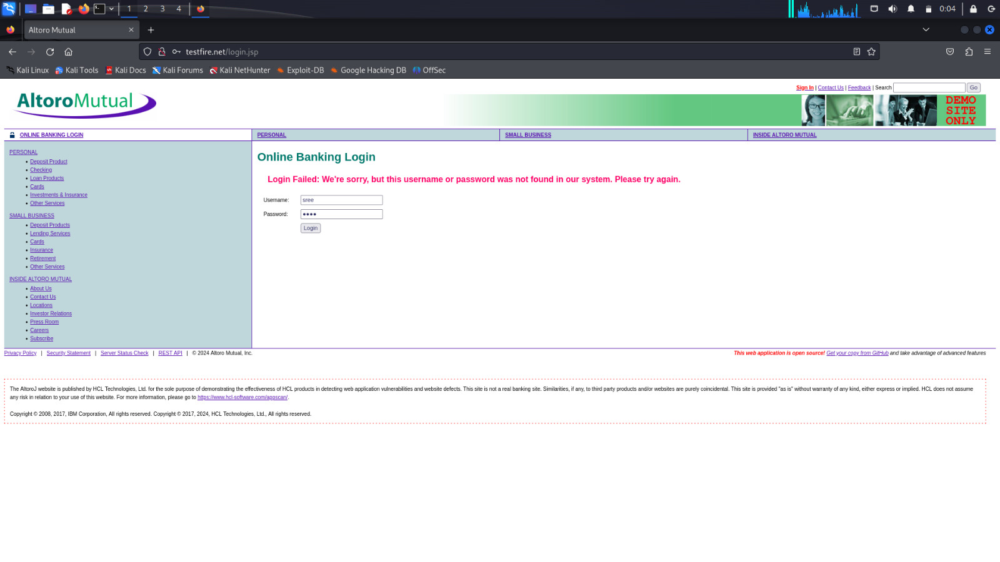 1 2 3 4
0:04
Altoro Mutual
testfire.net/login.jsp
Kali Linux Kali Tools Kali Docs Kali Forums Kali NetHunter Exploit-DB Google Hacking DB OffSec
Sign In | Contact Us | Feedback | Search Go
AltoroMutual
DEMO
SITE
ONLY
ONLINE BANKING LOGIN PERSONAL SMALL BUSINESS INSIDE ALTORO MUTUAL
PERSONAL
• Deposit Product
• Checking
• Loan Products
• Cards
• Investments & Insurance
• Other Services
SMALL BUSINESS
• Deposit Products
• Lending Services
• Cards
• Insurance
• Retirement
• Other Services
INSIDE ALTORO MUTUAL
• About Us
• Contact Us
• Locations
• Investor Relations
• Press Room
• Careers
• Subscribe
Online Banking Login
Login Failed: We're sorry, but this username or password was not found in our system. Please try again.
Username: sree
Password: ●●●●
Login
Privacy Policy | Security Statement | Server Status Check | REST API | © 2024 Altoro Mutual, Inc.
This web application is open source! Get your copy from GitHub and take advantage of advanced features
The AltoroJ website is published by HCL Technologies, Ltd. for the sole purpose of demonstrating the effectiveness of HCL products in detecting web application vulnerabilities and website defects. This site is not a real banking site. Similarities, if any, to third party products and/or websites are purely coincidental. This site is provided "as is" without warranty of any kind, either express or implied. HCL does not assume
any risk in relation to your use of this website. For more information, please go to https://www.hcl-software.com/appscan/.
Copyright © 2008, 2017, IBM Corporation, All rights reserved. Copyright © 2017, 2024, HCL Technologies, Ltd., All rights reserved.